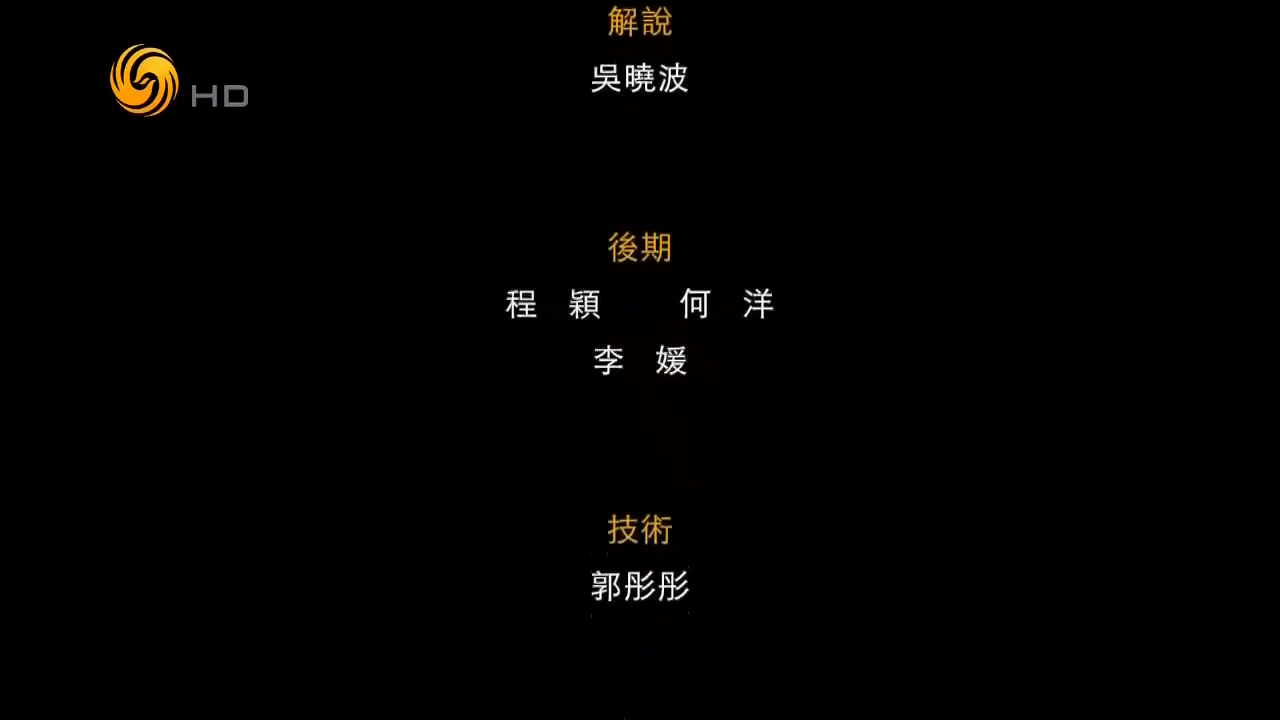 解說
吳曉波
HD
後期
程　穎　何　洋
李　媛
技術
郭彤彤